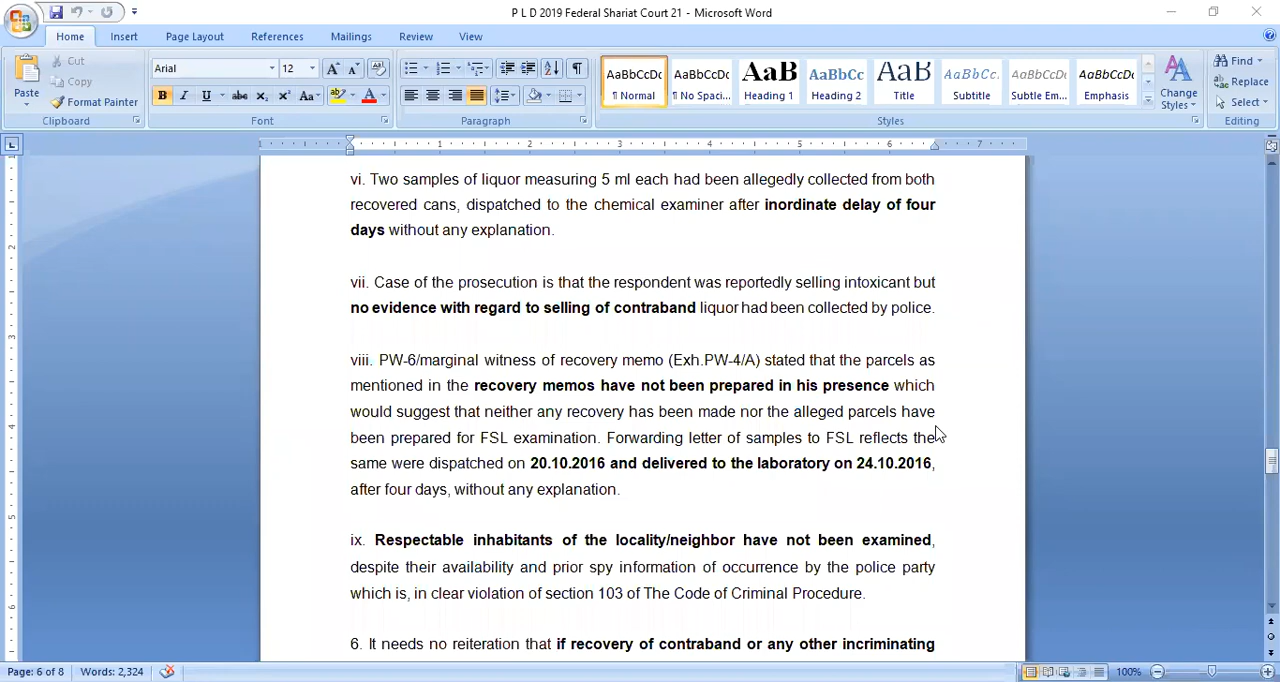 P L D 2019 Federal Shariat Court 21 - Microsoft Word
Home Insert Page Layout References Mailings Review View
Paste
Cut
Copy
Format Painter
Clipboard
Arial 12
Font
Paragraph
AaBbCcDc AaBbCcDc AaB AaBbCc AaB AaBbCc. AaBbCcDc AaBbCcDc
¶ Normal ¶ No Spaci... Heading 1 Heading 2 Title Subtitle Subtle Em... Emphasis
Styles
Change Styles
Find
Replace
Select
Editing
1 1 2 3 4 5 6 7
vi. Two samples of liquor measuring 5 ml each had been allegedly collected from both
recovered cans, dispatched to the chemical examiner after inordinate delay of four
days without any explanation.
vii. Case of the prosecution is that the respondent was reportedly selling intoxicant but
no evidence with regard to selling of contraband liquor had been collected by police.
viii. PW-6/marginal witness of recovery memo (Exh.PW-4/A) stated that the parcels as
mentioned in the recovery memos have not been prepared in his presence which
would suggest that neither any recovery has been made nor the alleged parcels have
been prepared for FSL examination. Forwarding letter of samples to FSL reflects the
same were dispatched on 20.10.2016 and delivered to the laboratory on 24.10.2016,
after four days, without any explanation.
ix. Respectable inhabitants of the locality/neighbor have not been examined,
despite their availability and prior spy information of occurrence by the police party
which is, in clear violation of section 103 of The Code of Criminal Procedure.
6. It needs no reiteration that if recovery of contraband or any other incriminating
Page: 6 of 8 Words: 2,324 100%